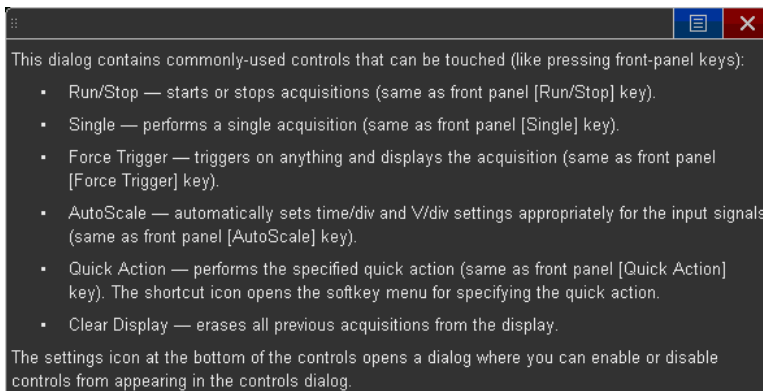 This dialog contains commonly-used controls that can be touched (like pressing front-panel keys):
▪ Run/Stop — starts or stops acquisitions (same as front panel [Run/Stop] key).
▪ Single — performs a single acquisition (same as front panel [Single] key).
▪ Force Trigger — triggers on anything and displays the acquisition (same as front panel
[Force Trigger] key).
▪ AutoScale — automatically sets time/div and V/div settings appropriately for the input signals
(same as front panel [AutoScale] key).
▪ Quick Action — performs the specified quick action (same as front panel [Quick Action]
key). The shortcut icon opens the softkey menu for specifying the quick action.
▪ Clear Display — erases all previous acquisitions from the display.
The settings icon at the bottom of the controls opens a dialog where you can enable or disable
controls from appearing in the controls dialog.